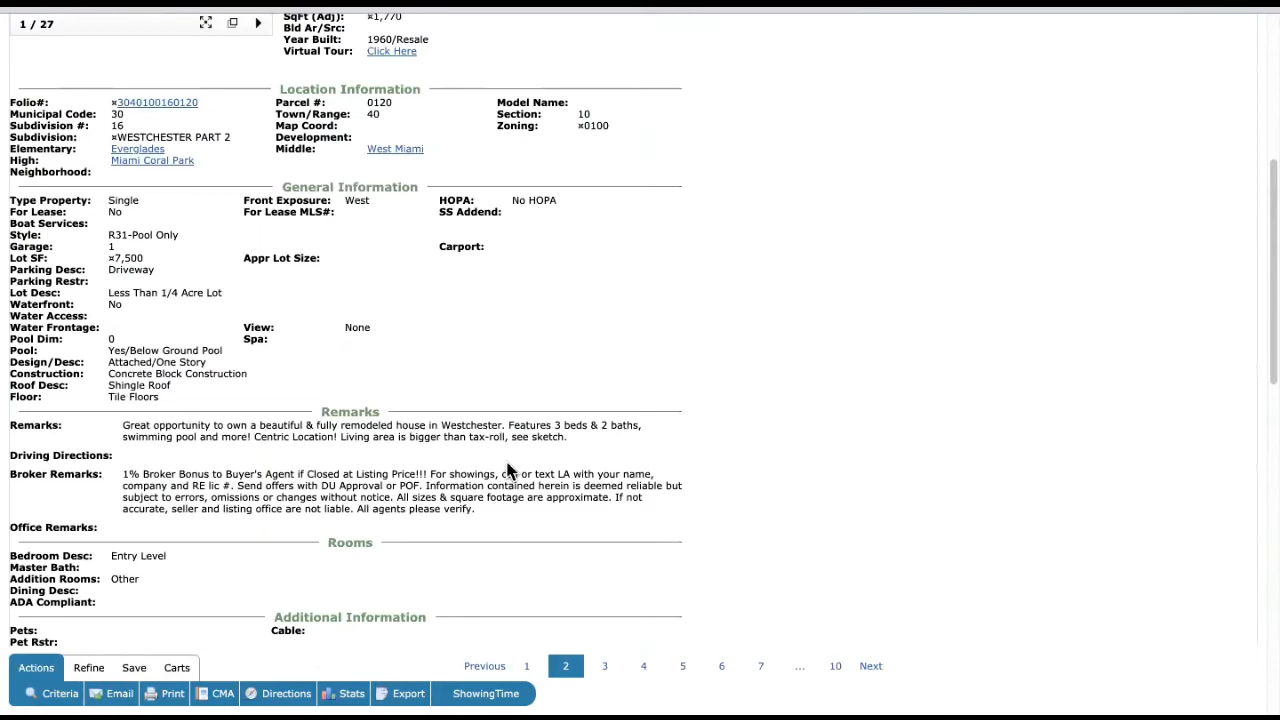 1 / 27
SqFt (Adj): ¤1,770
Bld Ar/Src:
Year Built: 1960/Resale
Virtual Tour: Click Here
Location Information
Folio#: ¤3040100160120 Parcel #: 0120 Model Name:
Municipal Code: 30 Town/Range: 40 Section: 10
Subdivision #: 16 Map Coord: Zoning: ¤0100
Subdivision: ¤WESTCHESTER PART 2 Development:
Elementary: Everglades Middle: West Miami
High: Miami Coral Park
Neighborhood:
General Information
Type Property: Single Front Exposure: West HOPA: No HOPA
For Lease: No For Lease MLS#: SS Addend:
Boat Services:
Style: R31-Pool Only
Garage: 1 Carport:
Lot SF: ¤7,500 Appr Lot Size:
Parking Desc: Driveway
Parking Restr:
Lot Desc: Less Than 1/4 Acre Lot
Waterfront: No
Water Access:
Water Frontage: View: None
Pool Dim: 0 Spa:
Pool: Yes/Below Ground Pool
Design/Desc: Attached/One Story
Construction: Concrete Block Construction
Roof Desc: Shingle Roof
Floor: Tile Floors
Remarks
Remarks: Great opportunity to own a beautiful & fully remodeled house in Westchester. Features 3 beds & 2 baths,
swimming pool and more! Centric Location! Living area is bigger than tax-roll, see sketch.
Driving Directions:
Broker Remarks: 1% Broker Bonus to Buyer's Agent if Closed at Listing Price!!! For showings, or text LA with your name,
company and RE lic #. Send offers with DU Approval or POF. Information contained herein is deemed reliable but
subject to errors, omissions or changes without notice. All sizes & square footage are approximate. If not
accurate, seller and listing office are not liable. All agents please verify.
Office Remarks:
Rooms
Bedroom Desc: Entry Level
Master Bath:
Addition Rooms: Other
Dining Desc:
ADA Compliant:
Additional Information
Pets: Cable:
Pet Rstr:
Actions Refine Save Carts Previous 1 2 3 4 5 6 7 ... 10 Next
Criteria Email Print CMA Directions Stats Export ShowingTime